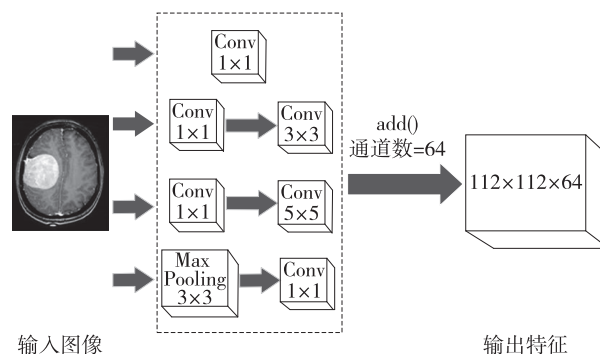 Conv
1×1
Conv
1×1
Conv
3×3
Conv
1×1
Conv
5×5
Max
Pooling
3×3
Conv
1×1
add()
通道数=64
112×112×64
输入图像
输出特征